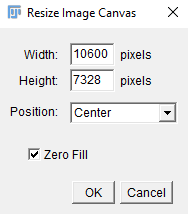 Resize Image Canvas
Width: 10600 pixels
Height: 7328 pixels
Position: Center
Zero Fill
OK Cancel